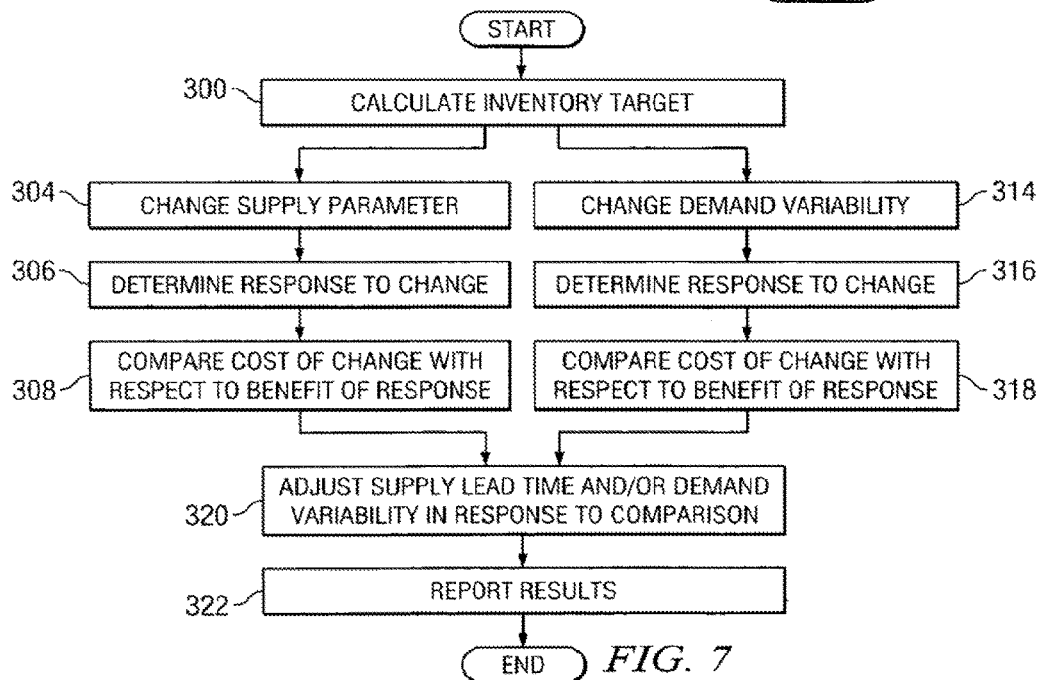 START
300
CALCULATE INVENTORY TARGET
304
CHANGE SUPPLY PARAMETER
CHANGE DEMAND VARIABILITY
314
306
DETERMINE RESPONSE TO CHANGE
DETERMINE RESPONSE TO CHANGE
316
308
COMPARE COST OF CHANGE WITH
RESPECT TO BENEFIT OF RESPONSE
COMPARE COST OF CHANGE WITH
RESPECT TO BENEFIT OF RESPONSE
318
320
ADJUST SUPPLY LEAD TIME AND/OR DEMAND
VARIABILITY IN RESPONSE TO COMPARISON
322
REPORT RESULTS
END
FIG. 7